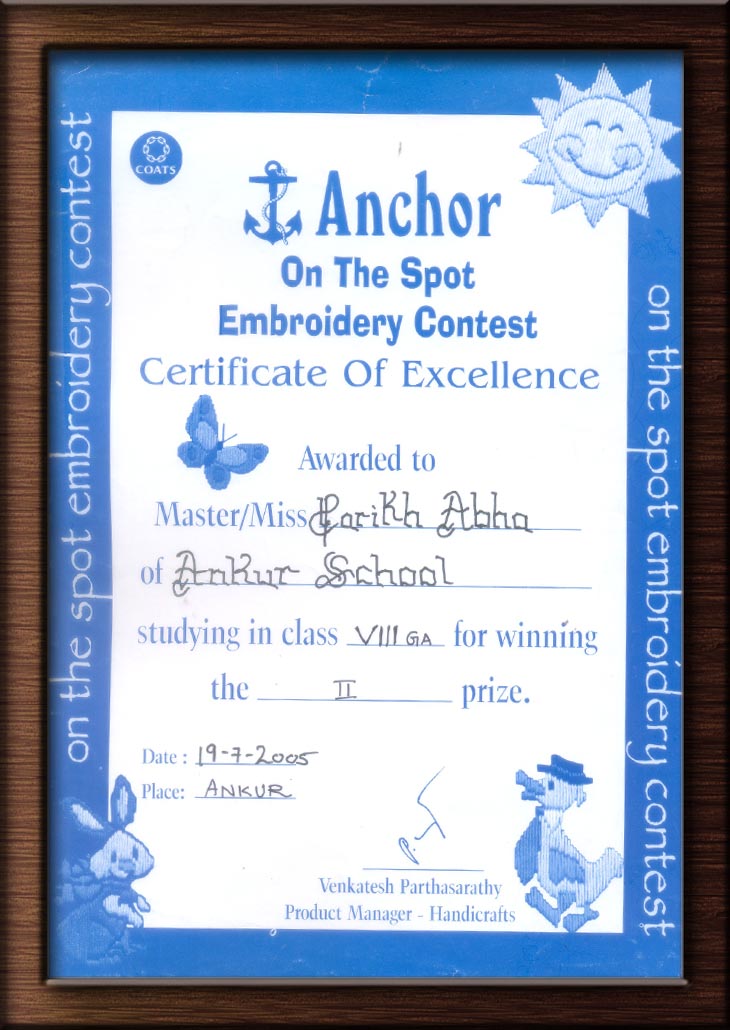 COATS
Anchor
On The Spot
Embroidery Contest
Certificate Of Excellence
Awarded to
Master/Miss Parikh Abha
of Ankur School
studying in class VIII GA for winning
the II prize.
Date : 19-7-2005
Place: ANKUR
Venkatesh Parthasarathy
Product Manager - Handicrafts
on the spot embroidery contest
on the spot embroidery contest